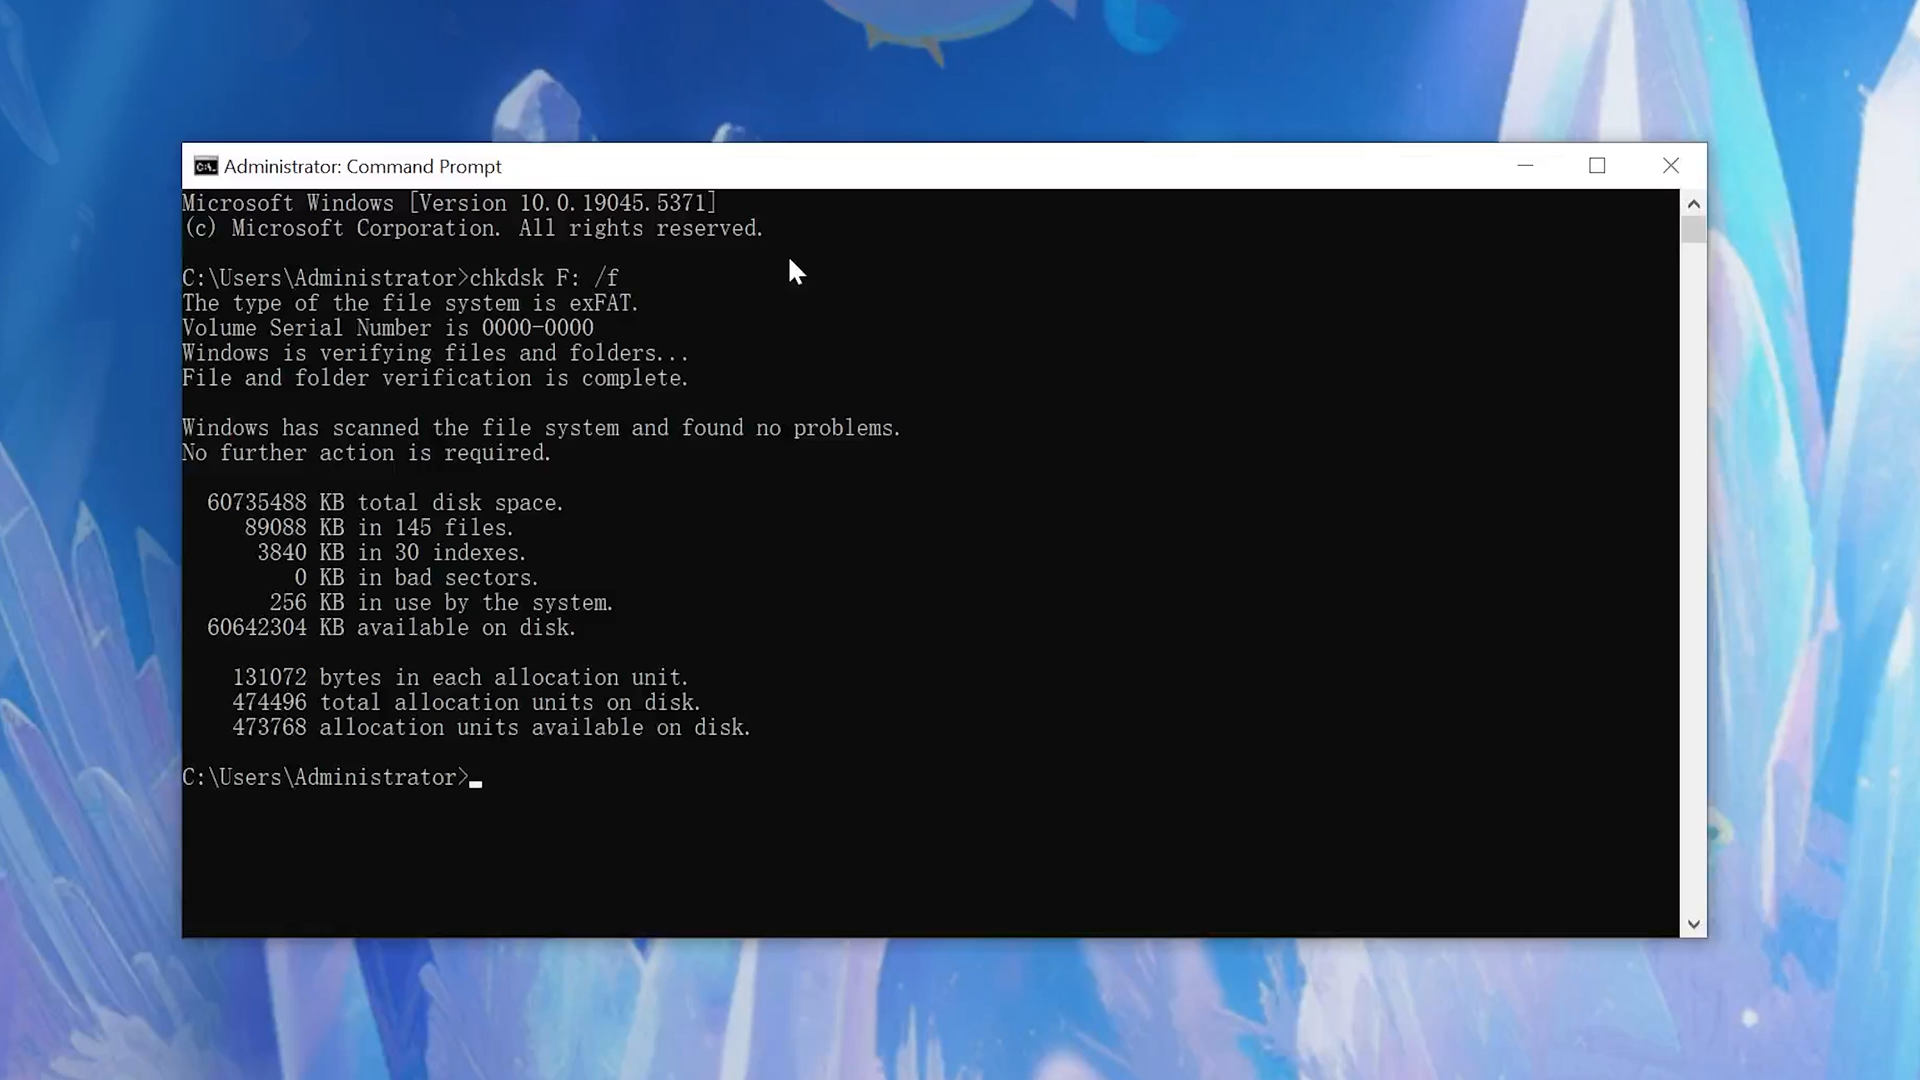 Administrator: Command Prompt
Microsoft Windows [Version 10.0.19045.5371]
(c) Microsoft Corporation. All rights reserved.
C:\Users\Administrator>chkdsk F: /f
The type of the file system is exFAT.
Volume Serial Number is 0000-0000
Windows is verifying files and folders...
File and folder verification is complete.
Windows has scanned the file system and found no problems.
No further action is required.
60735488 KB total disk space.
89088 KB in 145 files.
3840 KB in 30 indexes.
0 KB in bad sectors.
256 KB in use by the system.
60642304 KB available on disk.
131072 bytes in each allocation unit.
474496 total allocation units on disk.
473768 allocation units available on disk.
C:\Users\Administrator>